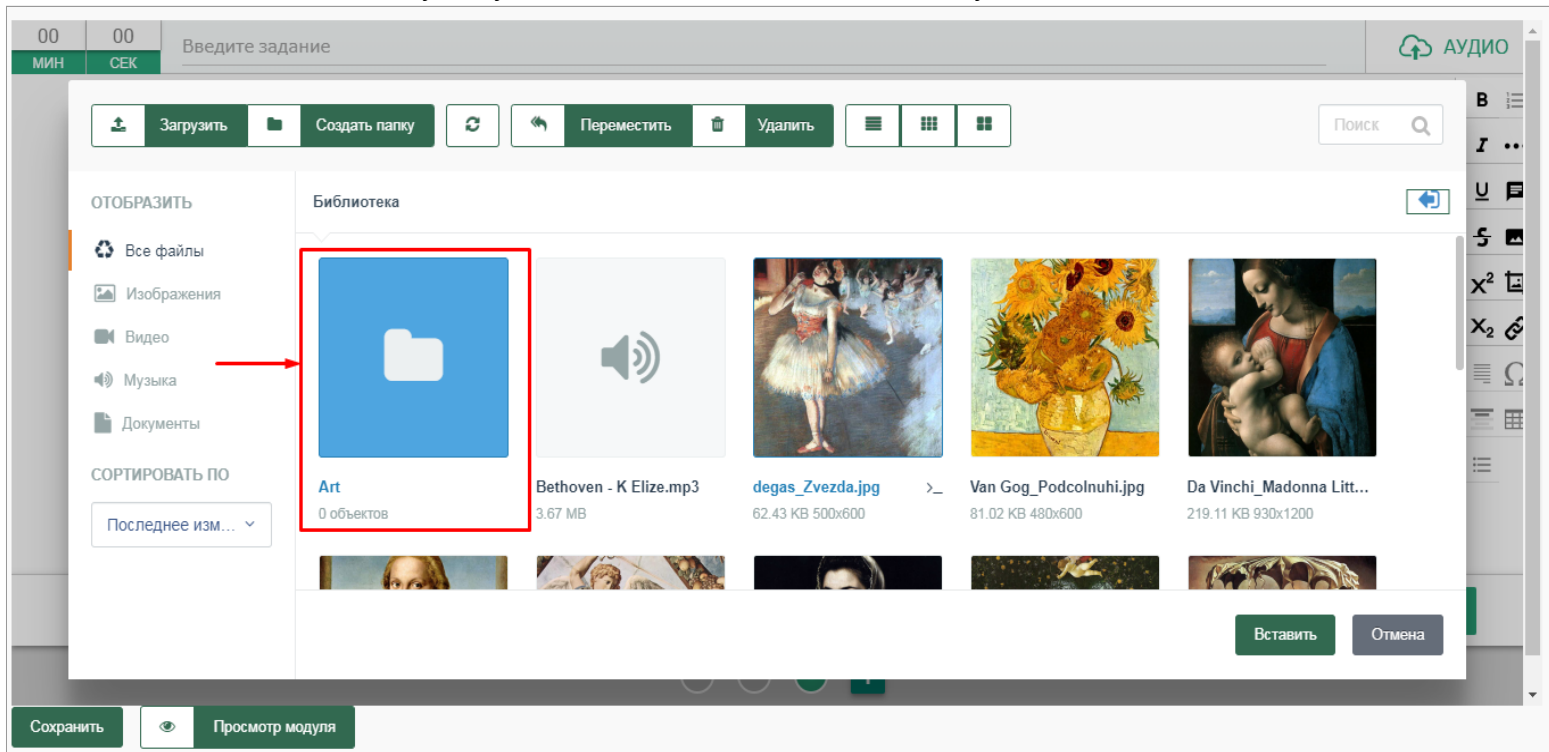 00 00 Введите задание АУДИО
МИН СЕК
Загрузить Создать папку Переместить Удалить Поиск
ОТОБРАЗИТЬ
Библиотека
Все файлы
Изображения
Видео
Музыка
Документы
СОРТИРОВАТЬ ПО
Последнее изм...
Art
0 объектов
Bethoven - K Elize.mp3
3.67 MB
degas_Zvezda.jpg >_
62.43 KB 500x600
Van Gog_Podcolnuhi.jpg
81.02 KB 480x600
Da Vinchi_Madonna Litt...
219.11 KB 930x1200
B
I
U
S
X²
X₂
Ω
Вставить Отмена
Сохранить Просмотр модуля